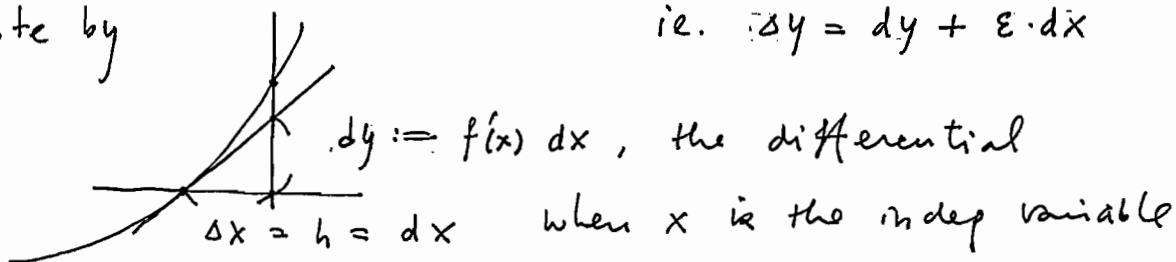 te by ie. Δy = dy + ε·dx
dy := f'(x) dx, the differential
Δx = h = dx when x is the indep variable